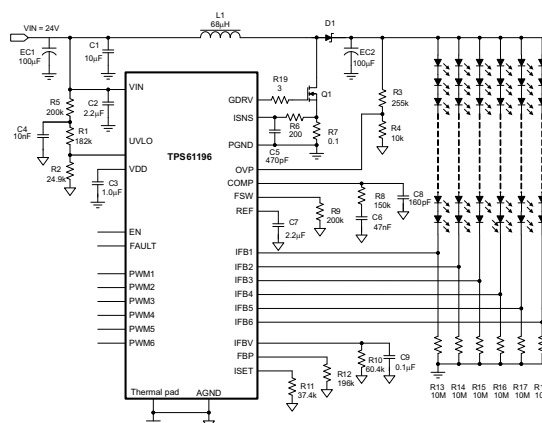 VIN = 24V
L1
68μH
D1
EC1
100μF
C1
10μF
EC2
100μF
R19
3
Q1
R3
255k
VIN
GDRV
R5
200k
C2
2.2μF
ISNS
R6
200
R7
0.1
C4
10nF
R1
182k
UVLO
TPS61196
C5
470pF
PGND
R4
10k
OVP
R2
24.9k
VDD
C3
1.0μF
COMP
FSW
REF
R8
150k
C8
160pF
R9
200k
C6
47nF
C7
2.2μF
EN
FAULT
IFB1
IFB2
IFB3
IFB4
IFB5
IFB6
PWM1
PWM2
PWM3
PWM4
PWM5
PWM6
IFBV
FBP
ISET
R10
60.4k
C9
0.1μF
R12
196k
R11
37.4k
Thermal pad
AGND
R13 R14 R15 R16 R17
10M 10M 10M 10M 10M